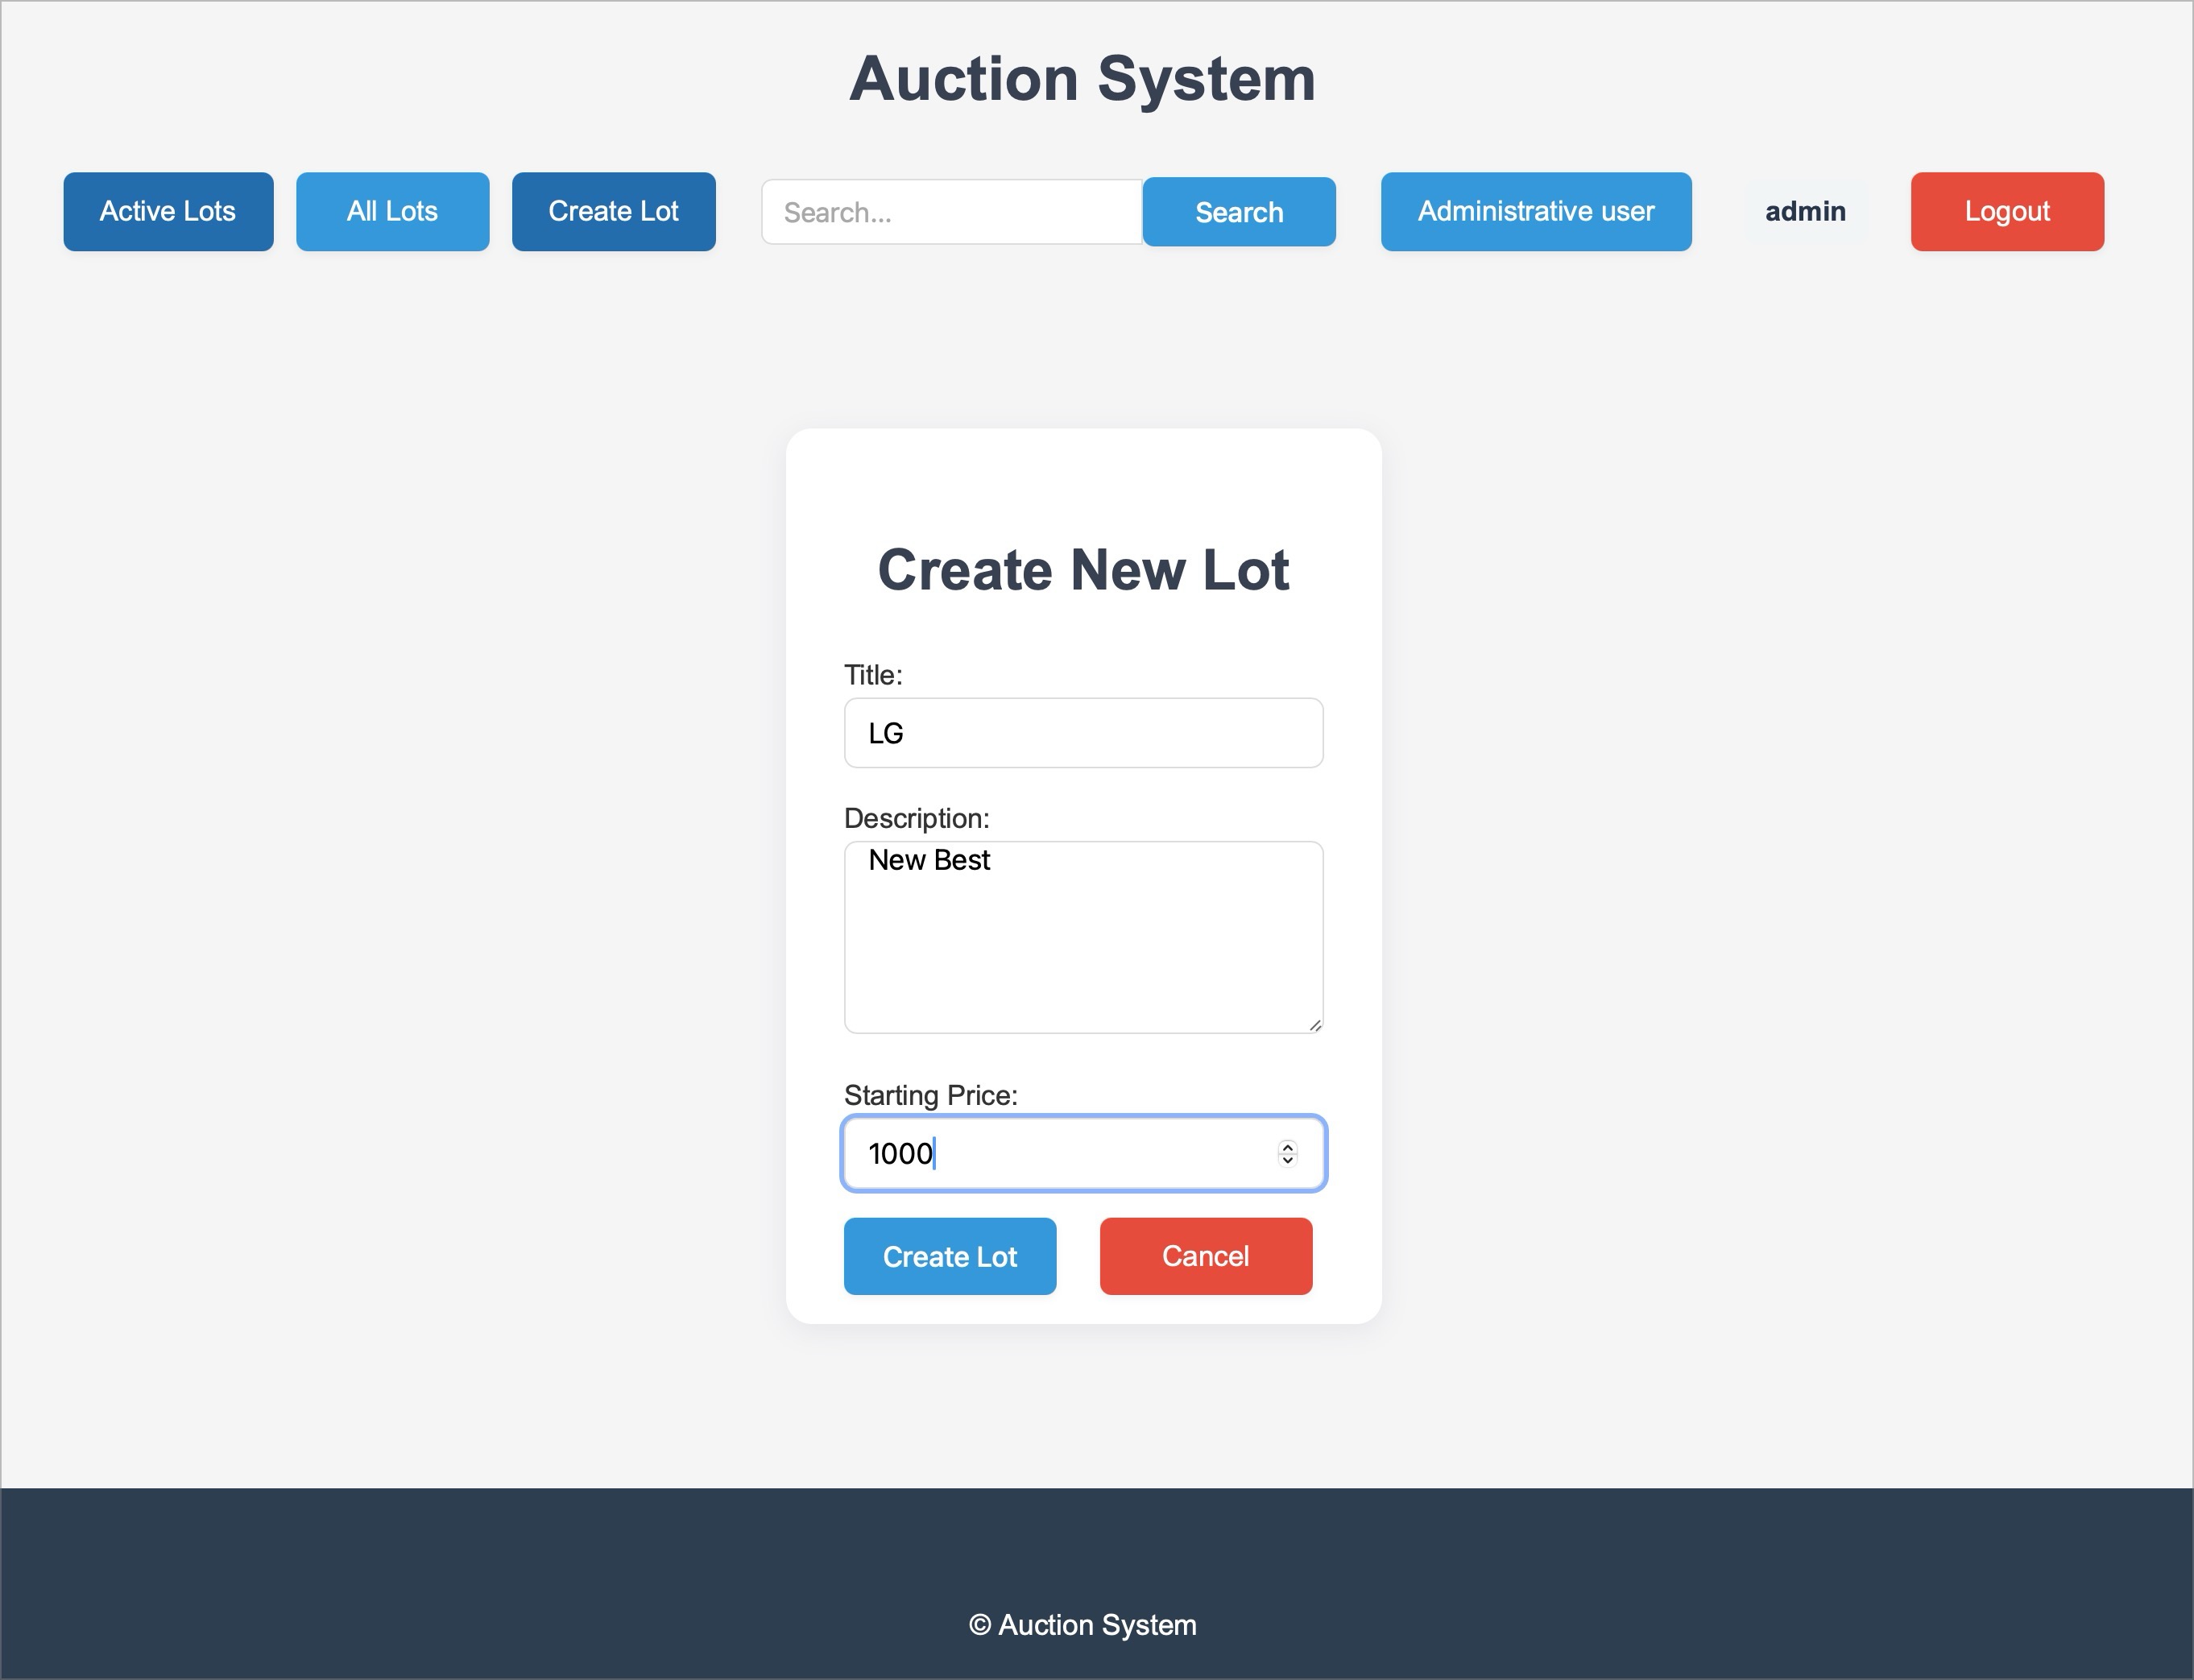 Auction System
Active Lots All Lots Create Lot Search... Search Administrative user admin Logout
Create New Lot
Title:
LG
Description:
New Best
Starting Price:
1000
Create Lot Cancel
© Auction System